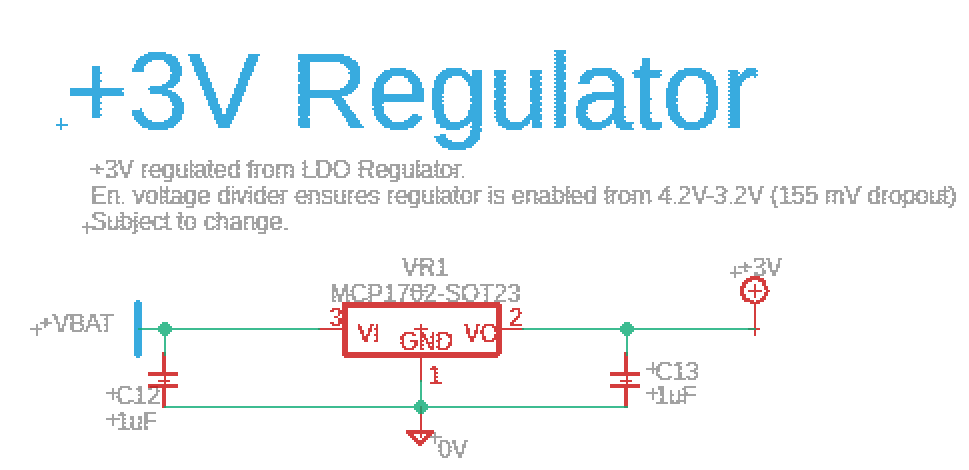 +3V Regulator
+3V regulated from LDO Regulator.
En. voltage divider ensures regulator is enabled from 4.2V-3.2V (155 mV dropout)
Subject to change.
VR1
MCP1702-SOT23
+3V
+VBAT
3
VI
GND
VO
2
1
C12
1uF
C13
1uF
0V